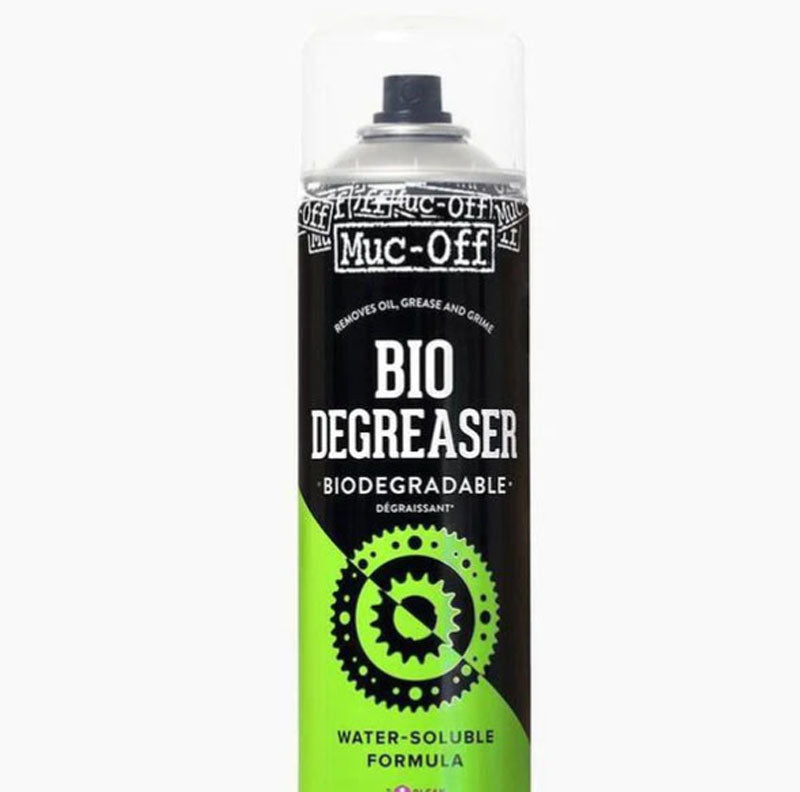 Muc-Off
REMOVES OIL, GREASE AND GRIME
BIO
DEGREASER
BIODEGRADABLE
DÉGRAISSANT*
WATER-SOLUBLE
FORMULA